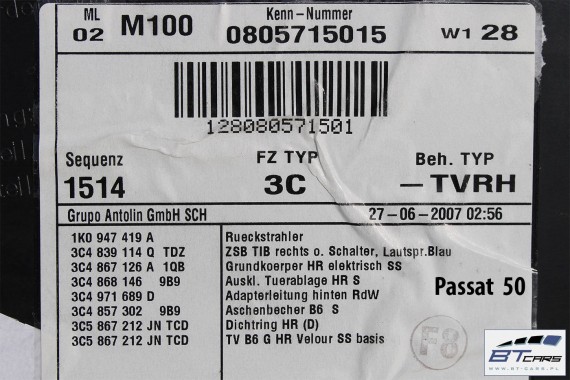 ML Kenn-Nummer
02 M100 0805715015 W1 28
128080571501
Sequenz FZ TYP Beh. TYP
1514 3C –TVRH
Grupo Antolin GmbH SCH 27-06-2007 02:56
1K0 947 419 A Rueckstrahler
3C4 839 114 Q TDZ ZSB TIB rechts o. Schalter, Lautspr.Blau
3C4 867 126 A 1QB Grundkoerper HR elektrisch SS
3C4 868 146 9B9 Auskl. Tuerablage HR S
3C4 971 689 D Adapterleitung hinten RdW
3C4 857 302 9B9 Aschenbecher B6 S
3C5 867 212 JN TCD Dichtring HR (D)
3C5 867 212 JN TCD TV B6 G HR Velour SS basis
Passat 50
F8
BTcars
BT-CARS.PL